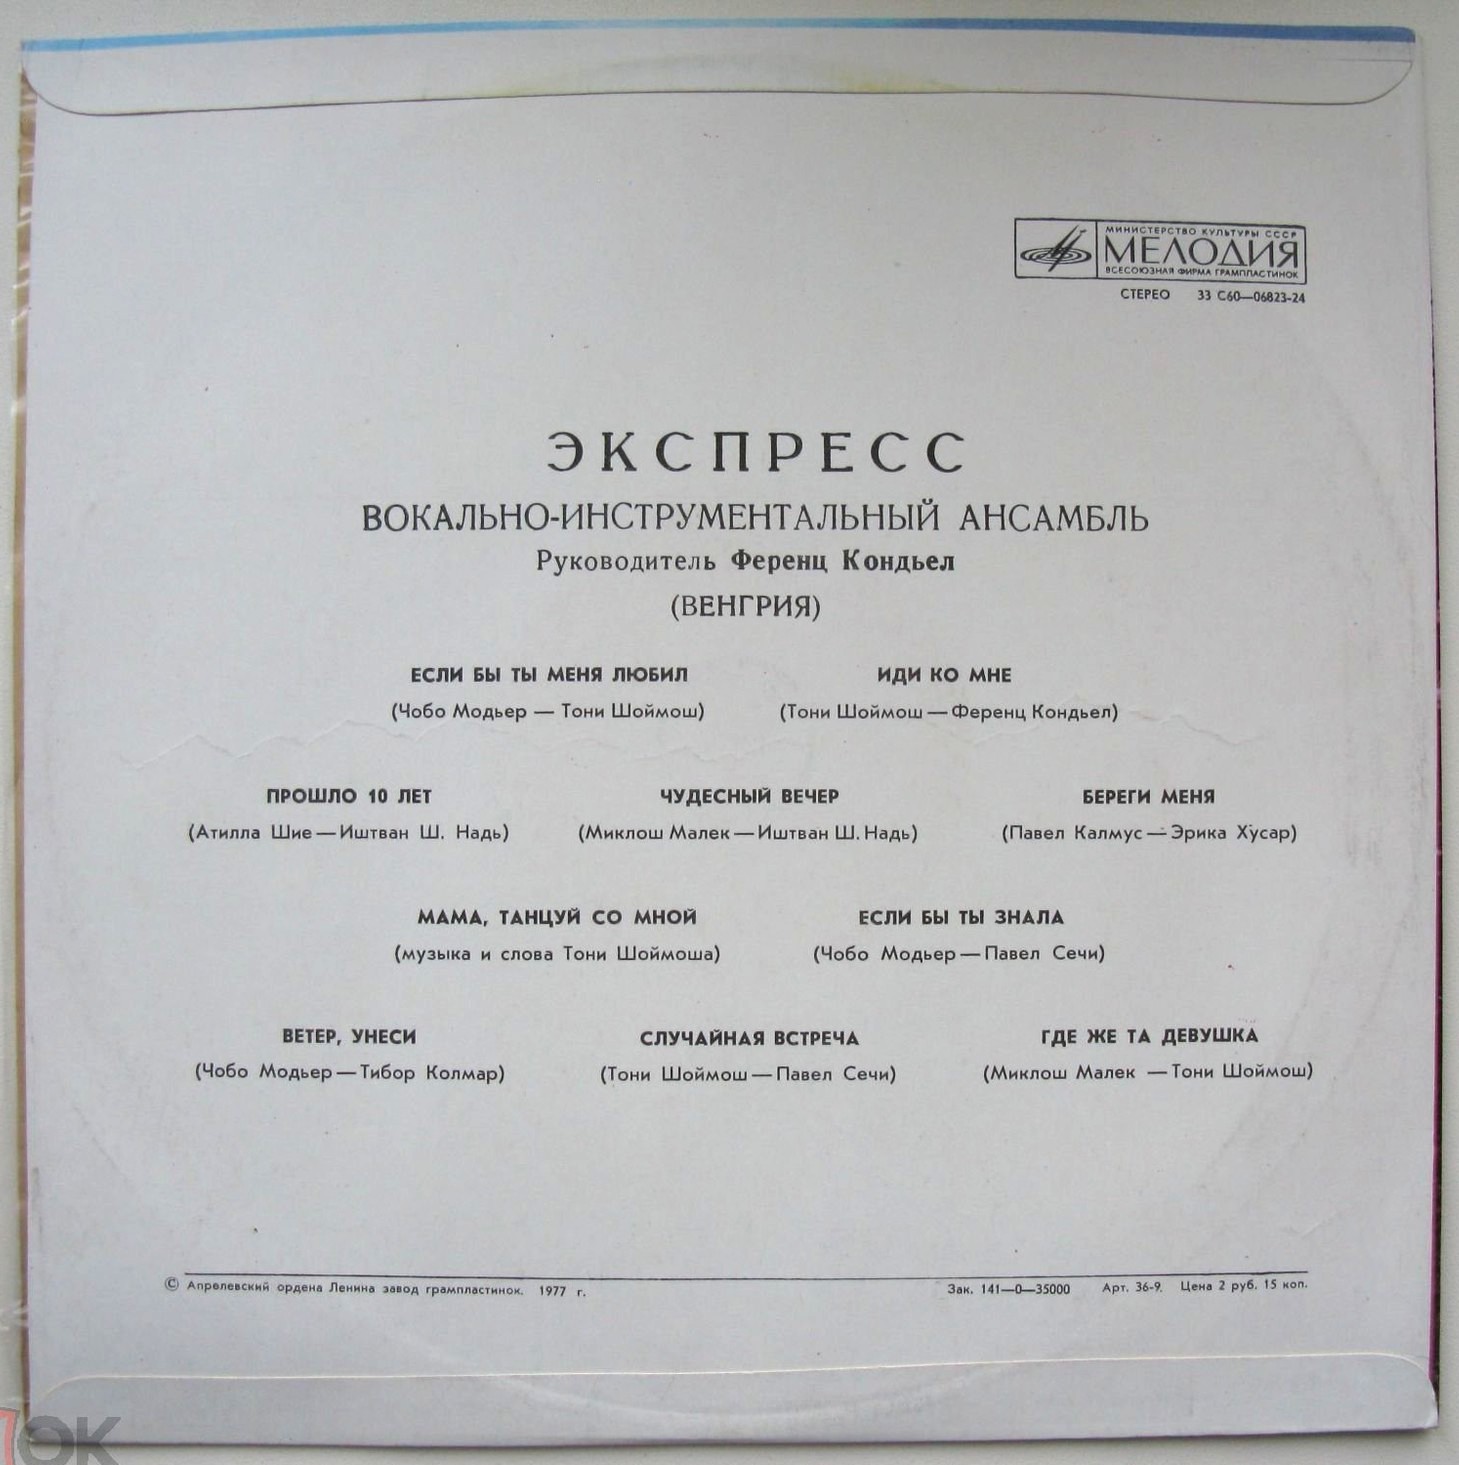 МИНИСТЕРСТВО КУЛЬТУРЫ СССР
МЕЛОДИЯ
ВСЕСОЮЗНАЯ ФИРМА ГРАМПЛАСТИНОК
СТЕРЕО 33 С60—06823-24
ЭКСПРЕСС
ВОКАЛЬНО-ИНСТРУМЕНТАЛЬНЫЙ АНСАМБЛЬ
Руководитель Ференц Кондьел
(ВЕНГРИЯ)
ЕСЛИ БЫ ТЫ МЕНЯ ЛЮБИЛ ИДИ КО МНЕ
(Чобо Модьер — Тони Шоймош) (Тони Шоймош — Ференц Кондьел)
ПРОШЛО 10 ЛЕТ ЧУДЕСНЫЙ ВЕЧЕР БЕРЕГИ МЕНЯ
(Атилла Шие — Иштван Ш. Надь) (Миклош Малек — Иштван Ш. Надь) (Павел Калмус — Эрика Хусар)
МАМА, ТАНЦУЙ СО МНОЙ ЕСЛИ БЫ ТЫ ЗНАЛА
(музыка и слова Тони Шоймоша) (Чобо Модьер — Павел Сечи)
ВЕТЕР, УНЕСИ СЛУЧАЙНАЯ ВСТРЕЧА ГДЕ ЖЕ ТА ДЕВУШКА
(Чобо Модьер — Тибор Колмар) (Тони Шоймош — Павел Сечи) (Миклош Малек — Тони Шоймош)
© Апрелевский ордена Ленина завод грампластинок. 1977 г. Зак. 141—0—35000 Арт. 36-9. Цена 2 руб. 15 коп.